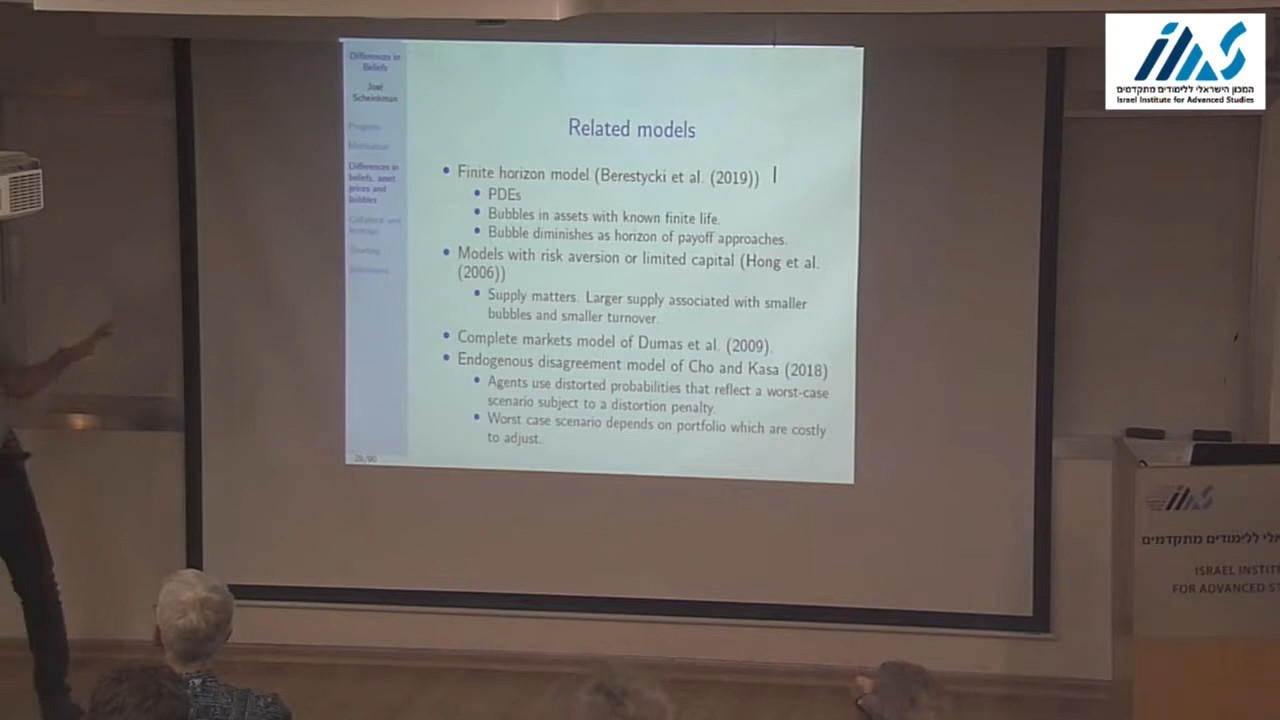 המכון הישראלי ללימודים מתקדמים
Israel Institute for Advanced Studies
Differences in
Beliefs
José
Scheinkman
Program
Motivation
Differences in
beliefs, asset
prices and
bubbles
Related models
• Finite horizon model (Berestycki et al. (2019))
• PDEs
• Bubbles in assets with known finite life.
• Bubble diminishes as horizon of payoff approaches.
• Models with risk aversion or limited capital (Hong et al.
(2006))
• Supply matters. Larger supply associated with smaller
bubbles and smaller turnover.
• Complete markets model of Dumas et al. (2009).
• Endogenous disagreement model of Cho and Kasa (2018)
• Agents use distorted probabilities that reflect a worst-case
scenario subject to a distortion penalty.
• Worst case scenario depends on portfolio which are costly
to adjust.
ללימודים מתקדמים
ISRAEL
FOR ADVANCED